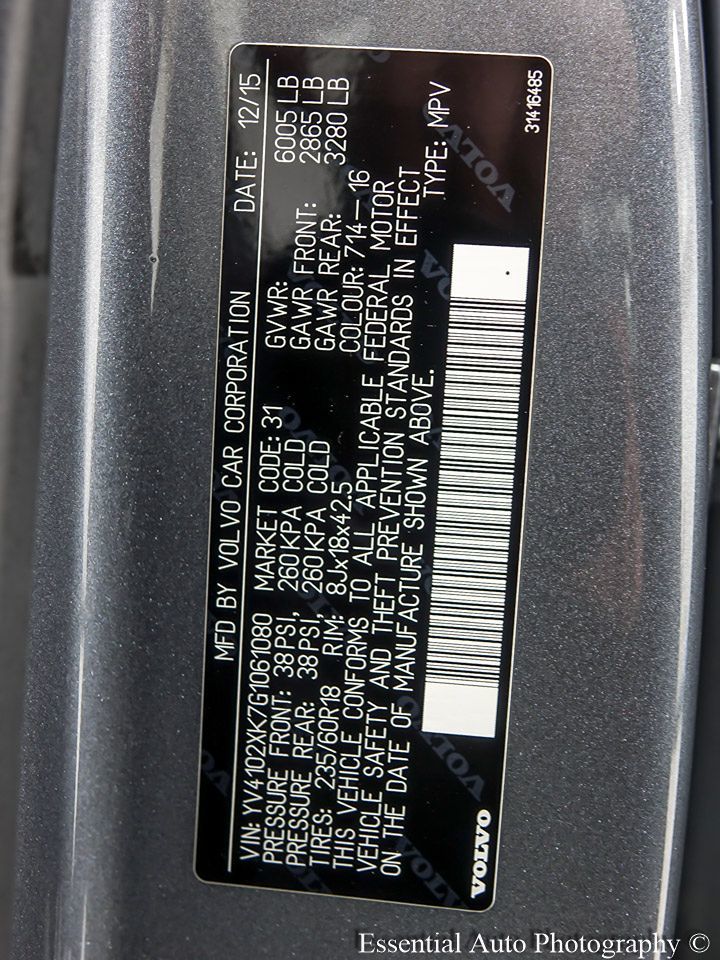 MFD BY VOLVO CAR CORPORATION DATE: 12/15
VIN: YV4102XK7G1061080 MARKET CODE: 31 GVWR: 6005 LB
PRESSURE FRONT: 38PSI, 260KPA COLD GAWR FRONT: 2865 LB
PRESSURE REAR: 38PSI, 260KPA COLD GAWR REAR: 3280 LB
TIRES: 235/60R18 RIM: 8Jx18x42.5 COLOUR: 714-16
THIS VEHICLE CONFORMS TO ALL APPLICABLE FEDERAL MOTOR
VEHICLE SAFETY AND THEFT PREVENTION STANDARDS IN EFFECT
ON THE DATE OF MANUFACTURE SHOWN ABOVE. TYPE: MPV
VOLVO 31416485
Essential Auto Photography ©